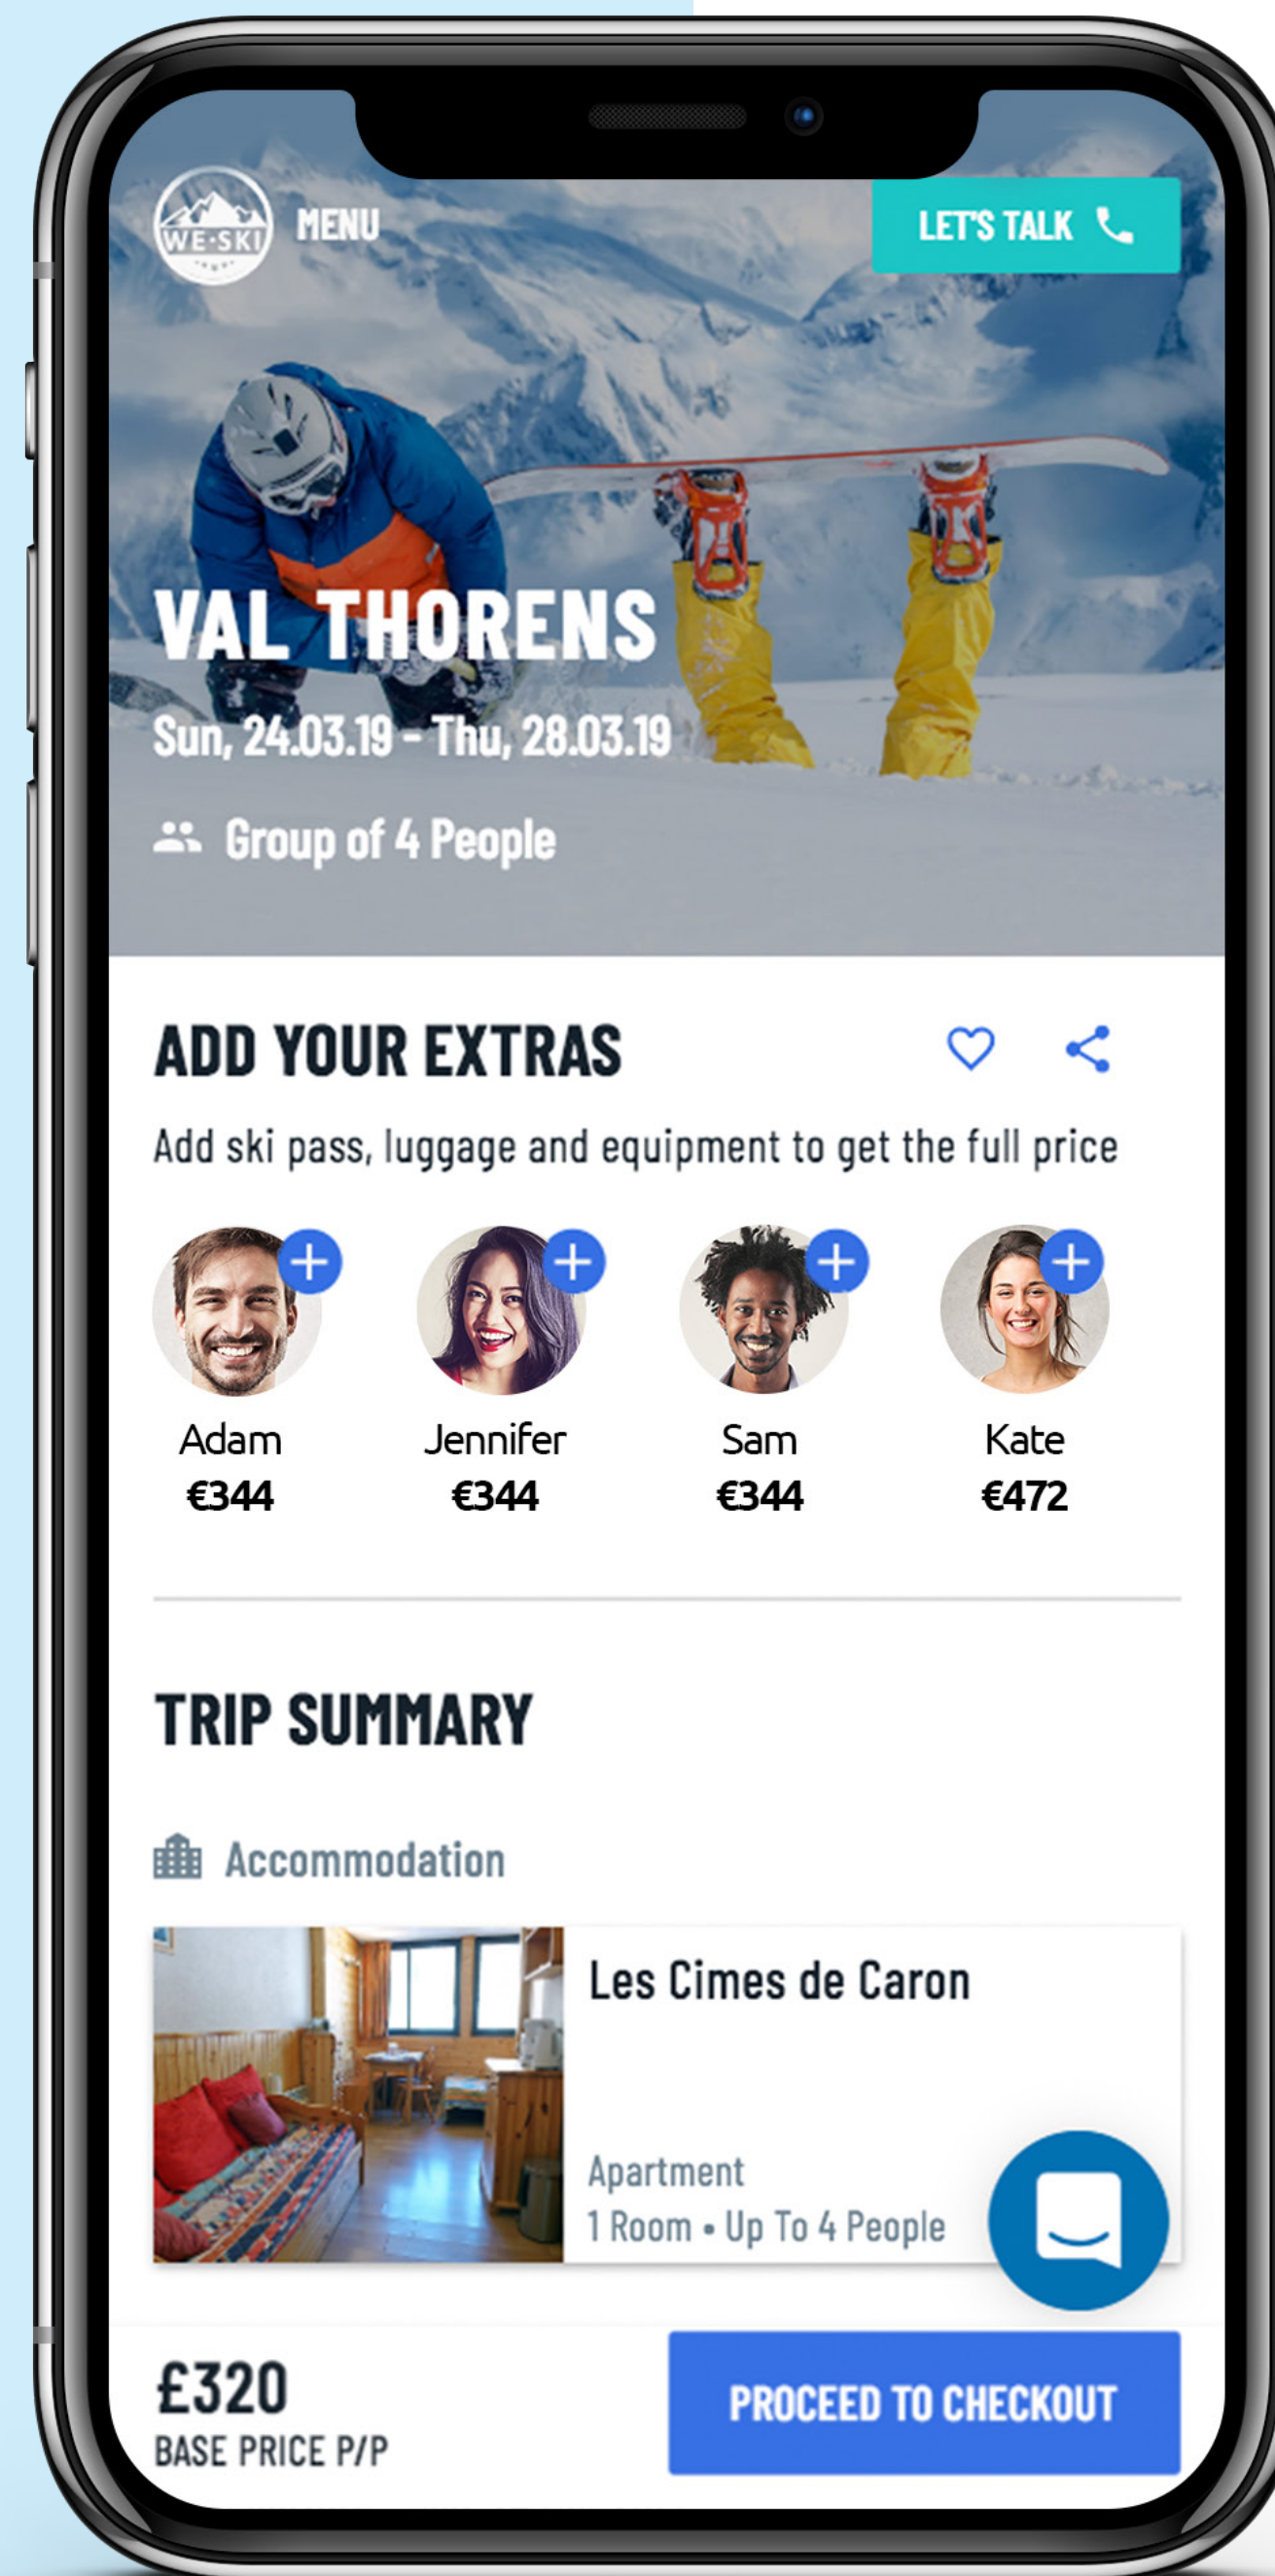 WE·SKI
MENU
LET'S TALK
VAL THORENS
Sun, 24.03.19 - Thu, 28.03.19
Group of 4 People
ADD YOUR EXTRAS
Add ski pass, luggage and equipment to get the full price
Adam Jennifer Sam Kate
€344 €344 €344 €472
TRIP SUMMARY
Accommodation
Les Cimes de Caron
Apartment
1 Room • Up To 4 People
£320
BASE PRICE P/P
PROCEED TO CHECKOUT